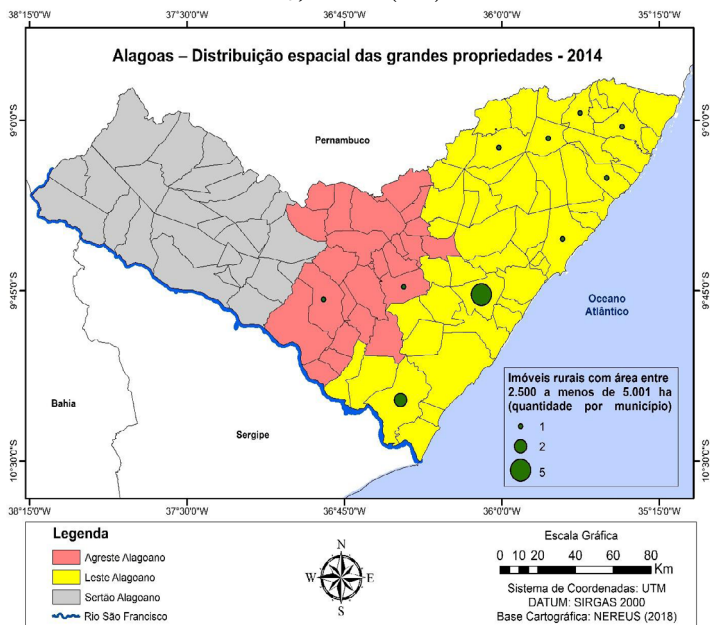 38°15'0"W 37°30'0"W 36°45'0"W 36°0'0"W 35°15'0"W
Alagoas – Distribuição espacial das grandes propriedades - 2014
9°0'0"S
9°0'0"S
Pernambuco
9°45'0"S
9°45'0"S
Oceano
Atlântico
Imóveis rurais com área entre
2.500 a menos de 5.001 ha
(quantidade por município)
1
2
5
Bahia
Sergipe
10°30'0"S
10°30'0"S
38°15'0"W 37°30'0"W 36°45'0"W 36°0'0"W 35°15'0"W
Legenda
Agreste Alagoano
Leste Alagoano
Sertão Alagoano
Rio São Francisco
N
W E
S
Escala Gráfica
0 10 20 40 60 80
Km
Sistema de Coordenadas: UTM
DATUM: SIRGAS 2000
Base Cartográfica: NEREUS (2018)